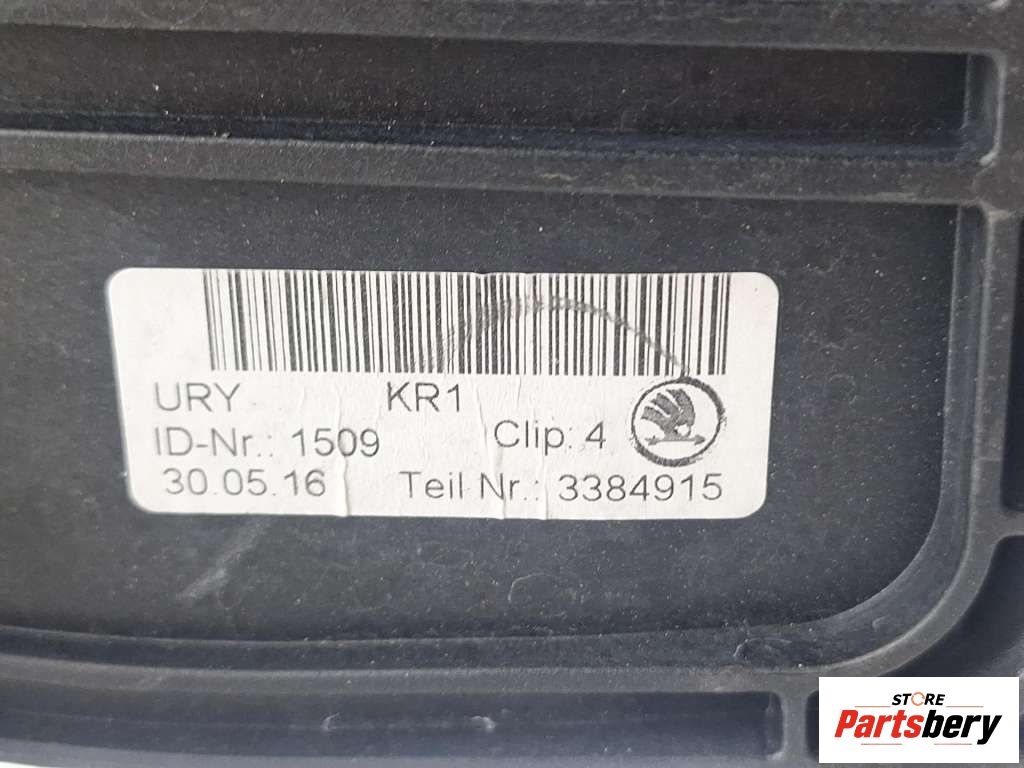 URY KR1
ID-Nr.: 1509 Clip: 4
30.05.16 Teil Nr.: 3384915
STORE
Partsbery